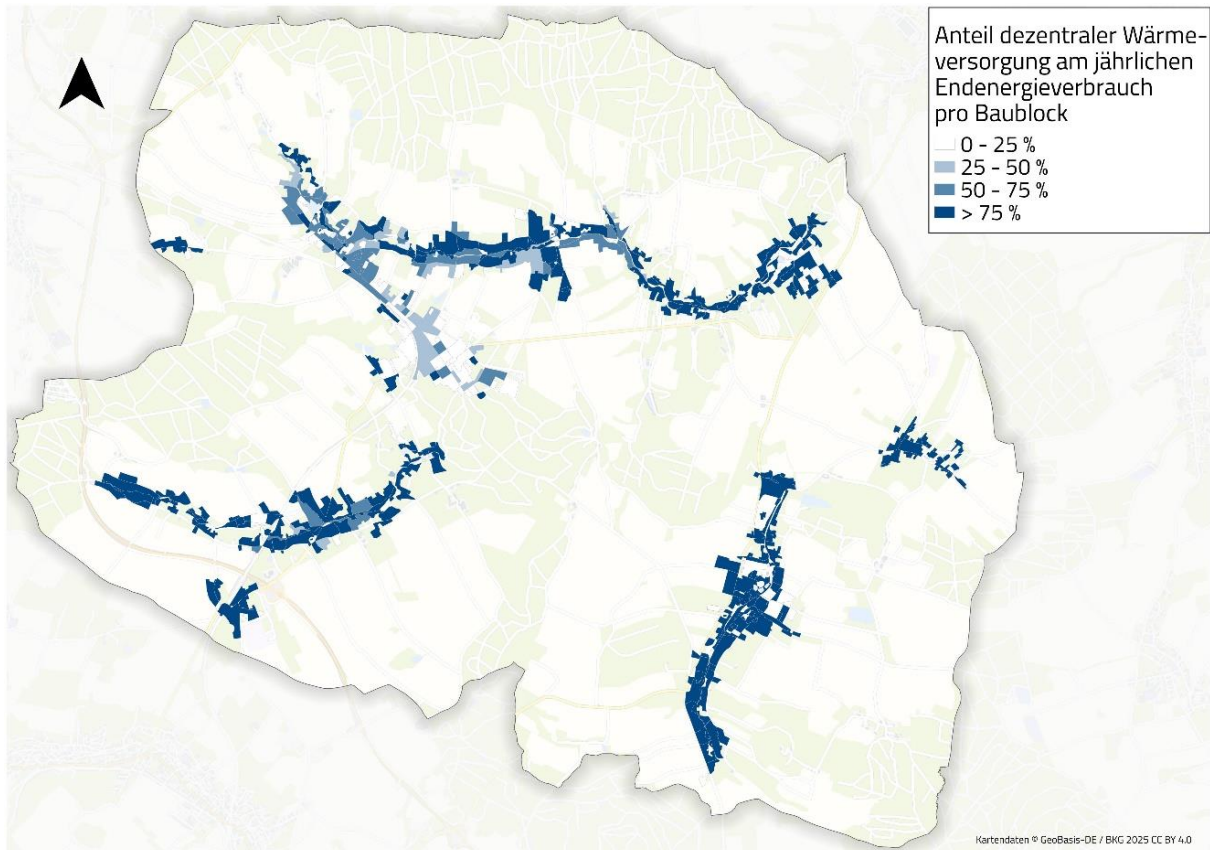 Anteil dezentraler Wärme-
versorgung am jährlichen
Endenergieverbrauch
pro Baublock
0 - 25 %
25 - 50 %
50 - 75 %
> 75 %
Kartendaten © GeoBasis-DE / BKG 2025 CC BY 4.0